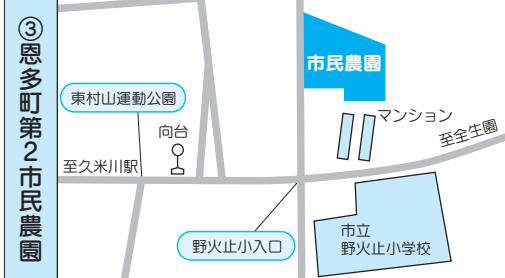 ③恩多町第2市民農園
市民農園
東村山運動公園
マンション
向台
至全生園
至久米川駅
市立
野火止小学校
野火止小入口